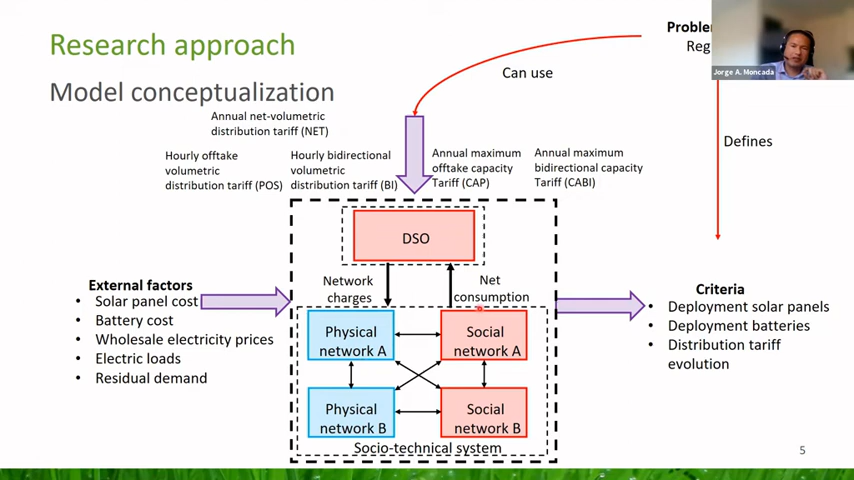 Research approach
Model conceptualization
Can use
Jorge A. Moncada
Defines
Annual net-volumetric
distribution tariff (NET)
Hourly offtake
volumetric
distribution tariff (POS)
Hourly bidirectional
volumetric
distribution tariff (BI)
Annual maximum
offtake capacity
Tariff (CAP)
Annual maximum
bidirectional capacity
Tariff (CABI)
DSO
Network
charges
Net
consumption
External factors
• Solar panel cost
• Battery cost
• Wholesale electricity prices
• Electric loads
• Residual demand
Physical
network A
Social
network A
Physical
network B
Social
network B
Socio-technical system
Criteria
• Deployment solar panels
• Deployment batteries
• Distribution tariff
evolution
5